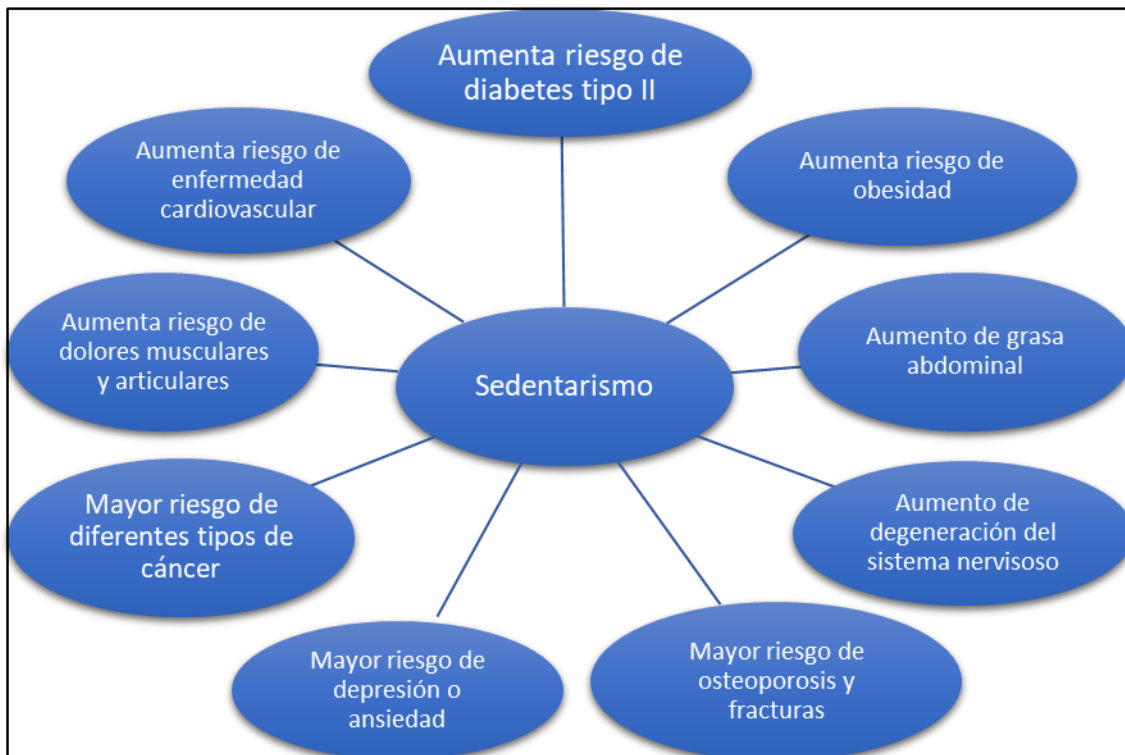 Aumenta riesgo de
diabetes tipo II
Aumenta riesgo de
obesidad
Aumento de grasa
abdominal
Aumento de
degeneración del
sistema nervisoso
Mayor riesgo de
osteoporosis y
fracturas
Mayor riesgo de
depresión o
ansiedad
Mayor riesgo de
diferentes tipos de
cáncer
Aumenta riesgo de
dolores musculares
y articulares
Aumenta riesgo de
enfermedad
cardiovascular
Sedentarismo